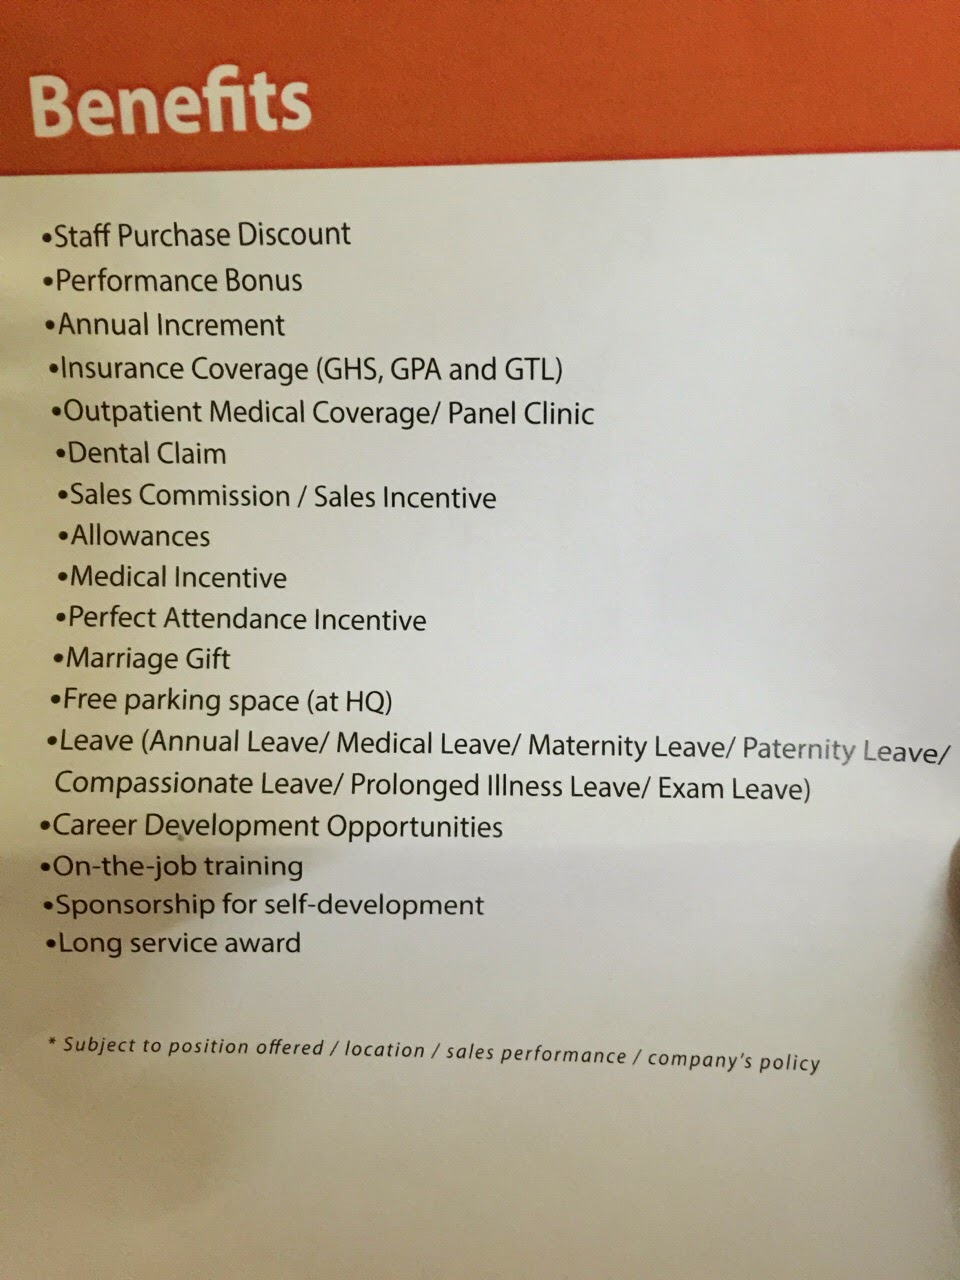 Benefits
•Staff Purchase Discount
•Performance Bonus
•Annual Increment
•Insurance Coverage (GHS, GPA and GTL)
•Outpatient Medical Coverage/ Panel Clinic
•Dental Claim
•Sales Commission / Sales Incentive
•Allowances
•Medical Incentive
•Perfect Attendance Incentive
•Marriage Gift
•Free parking space (at HQ)
•Leave (Annual Leave/ Medical Leave/ Maternity Leave/ Paternity Leave/
Compassionate Leave/ Prolonged Illness Leave/ Exam Leave)
•Career Development Opportunities
•On-the-job training
•Sponsorship for self-development
•Long service award
* Subject to position offered / location / sales performance / company's policy